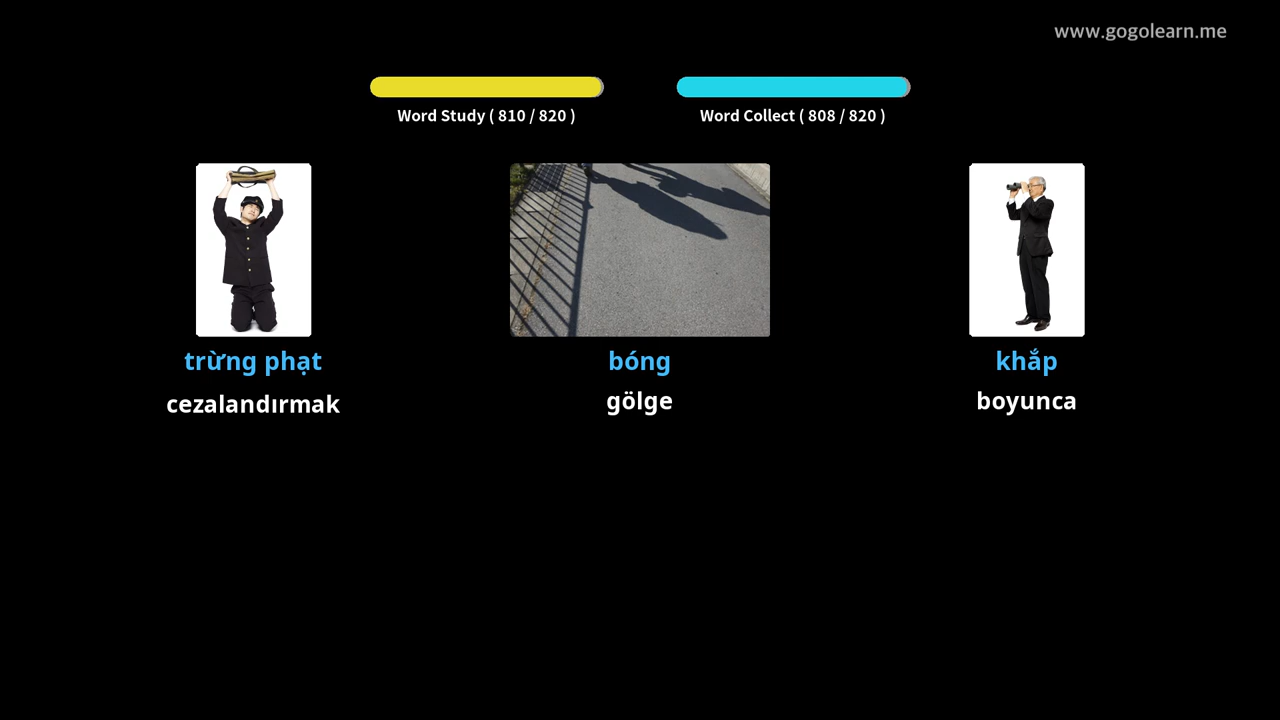 www.gogolearn.me
Word Study ( 810 / 820 )
Word Collect ( 808 / 820 )
trừng phạt
cezalandırmak
bóng
gölge
khắp
boyunca